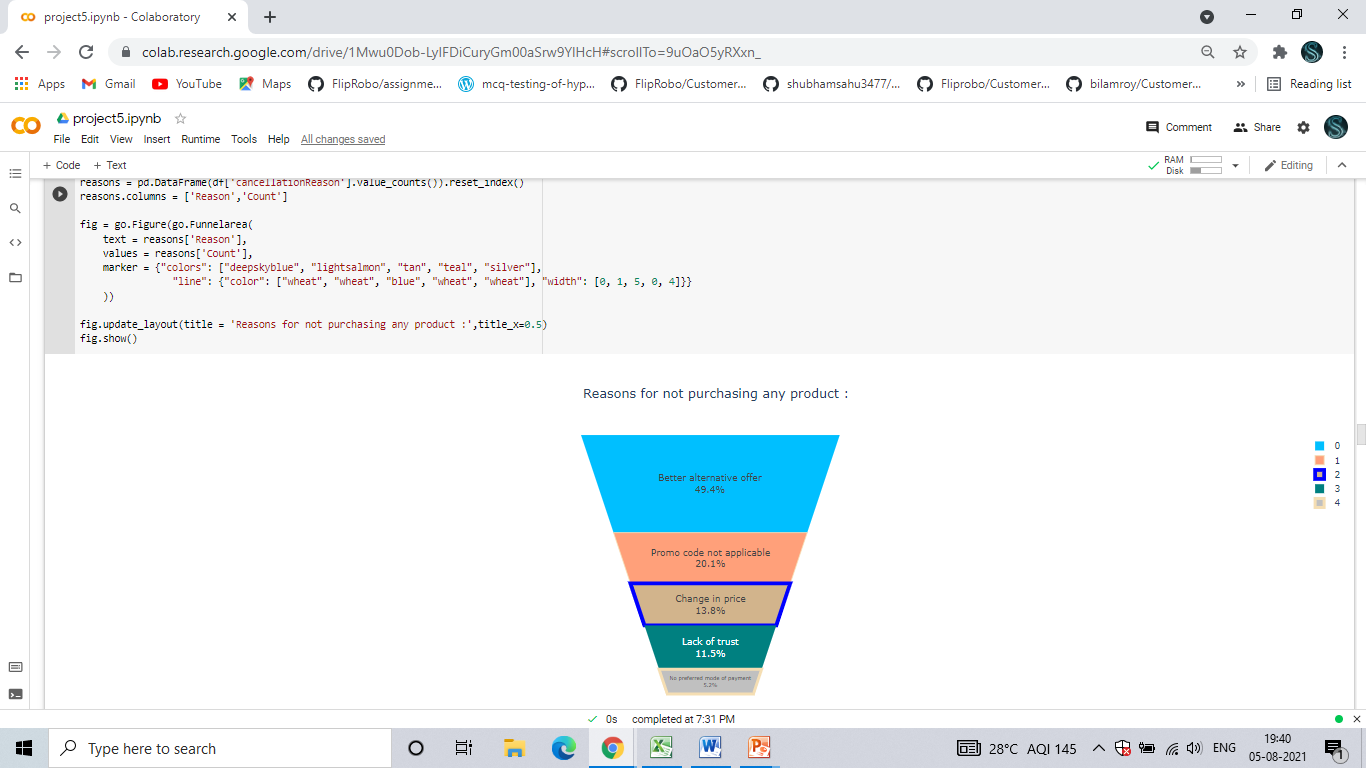 project5.ipynb - Colaboratory
colab.research.google.com/drive/1Mwu0Dob-LyIFDiCuryGm00aSrw9YlHcH#scrollTo=9uOaO5yRXxn_
Apps Gmail YouTube Maps FlipRobo/assignme... mcq-testing-of-hyp... FlipRobo/Customer... shubhamsahu3477/... Fliprobo/Customer... bilamroy/Customer... » Reading list
project5.ipynb
File Edit View Insert Runtime Tools Help All changes saved
Comment Share
+ Code + Text
RAM
Disk
Editing
reasons = pd.DataFrame(df['cancellationReason'].value_counts()).reset_index()
reasons.columns = ['Reason','Count']
fig = go.Figure(go.Funnelarea(
text = reasons['Reason'],
values = reasons['Count'],
marker = {"colors": ["deepskyblue", "lightsalmon", "tan", "teal", "silver"],
"line": {"color": ["wheat", "wheat", "blue", "wheat", "wheat"], "width": [0, 1, 5, 0, 4]}}
))
fig.update_layout(title = 'Reasons for not purchasing any product :',title_x=0.5)
fig.show()
Reasons for not purchasing any product :
Better alternative offer
49.4%
Promo code not applicable
20.1%
Change in price
13.8%
Lack of trust
11.5%
No preferred mode of payment
5.2%
0
1
2
3
4
0s completed at 7:31 PM
Type here to search
28°C AQI 145
ENG
19:40
05-08-2021
1